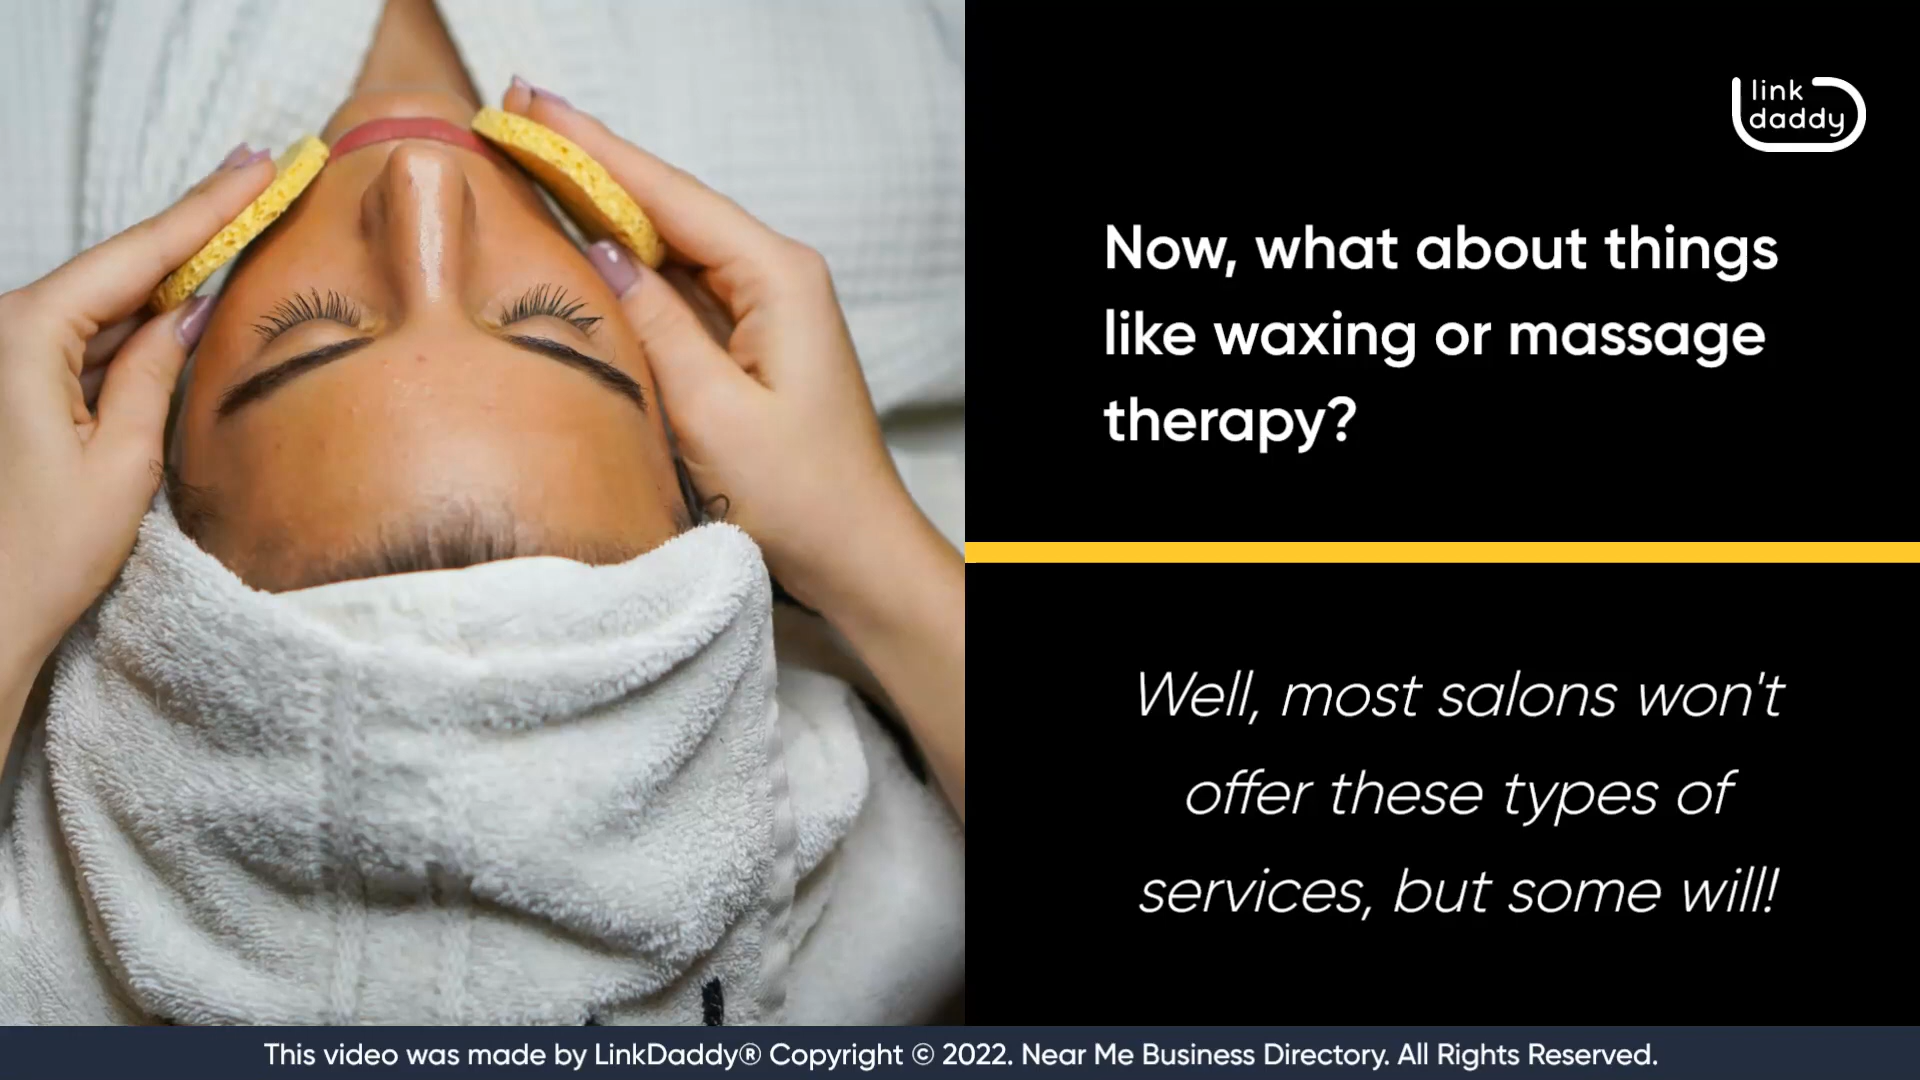 link
daddy
Now, what about things
like waxing or massage
therapy?
Well, most salons won't
offer these types of
services, but some will!
This video was made by LinkDaddy® Copyright © 2022. Near Me Business Directory. All Rights Reserved.